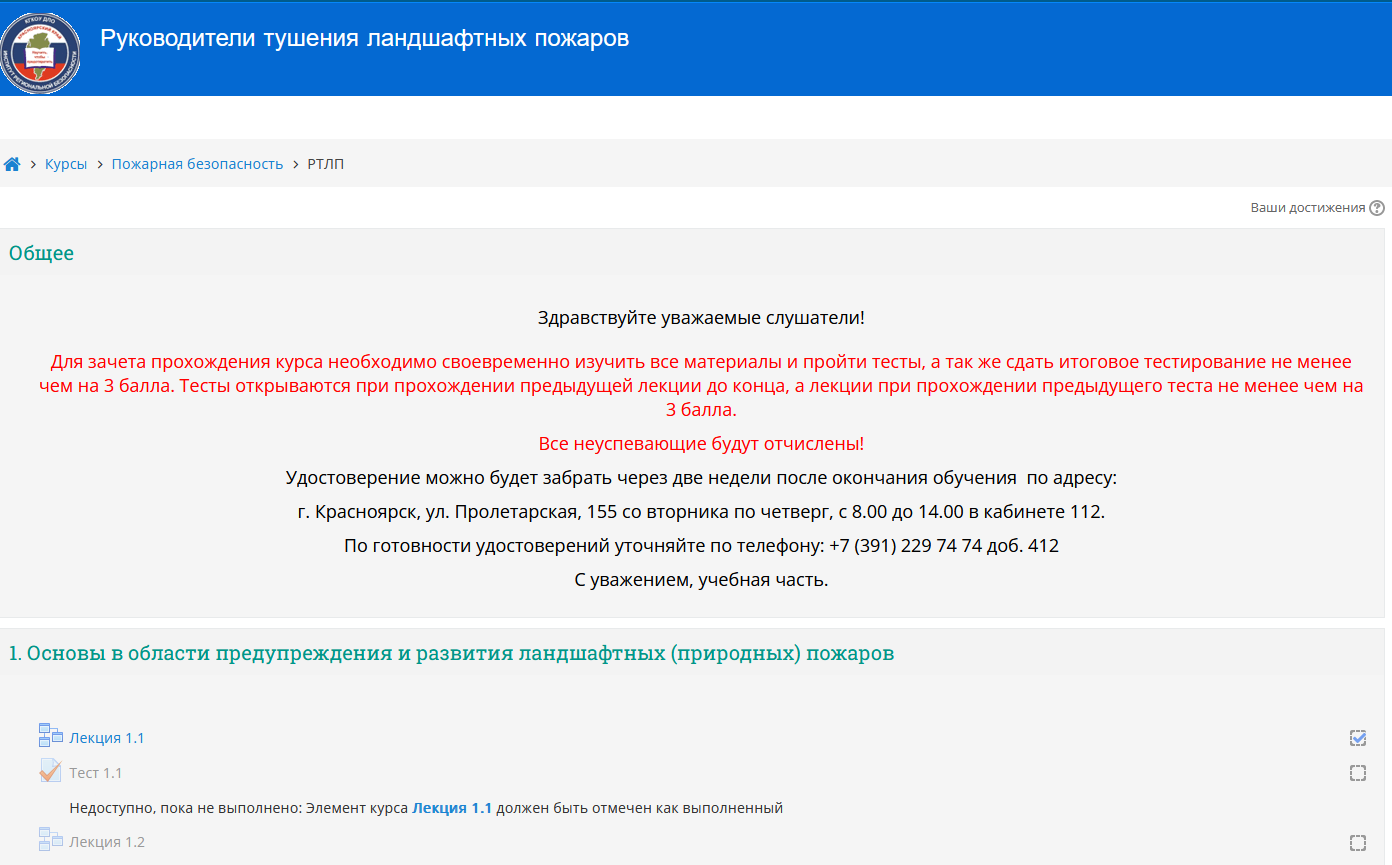 КГКОУ ДПО
КРАСНОЯРСКИЙ КРАЙ
ИНСТИТУТ РЕГИОНАЛЬНОЙ БЕЗОПАСНОСТИ
Руководители тушения ландшафтных пожаров
Курсы > Пожарная безопасность > РТЛП
Ваши достижения
Общее
Здравствуйте уважаемые слушатели!
Для зачета прохождения курса необходимо своевременно изучить все материалы и пройти тесты, а так же сдать итоговое тестирование не менее
чем на 3 балла. Тесты открываются при прохождении предыдущей лекции до конца, а лекции при прохождении предыдущего теста не менее чем на
3 балла.
Все неуспевающие будут отчислены!
Удостоверение можно будет забрать через две недели после окончания обучения  по адресу:
г. Красноярск, ул. Пролетарская, 155 со вторника по четверг, с 8.00 до 14.00 в кабинете 112.
По готовности удостоверений уточняйте по телефону: +7 (391) 229 74 74 доб. 412
С уважением, учебная часть.
1. Основы в области предупреждения и развития ландшафтных (природных) пожаров
Лекция 1.1
Тест 1.1
Недоступно, пока не выполнено: Элемент курса Лекция 1.1 должен быть отмечен как выполненный
Лекция 1.2